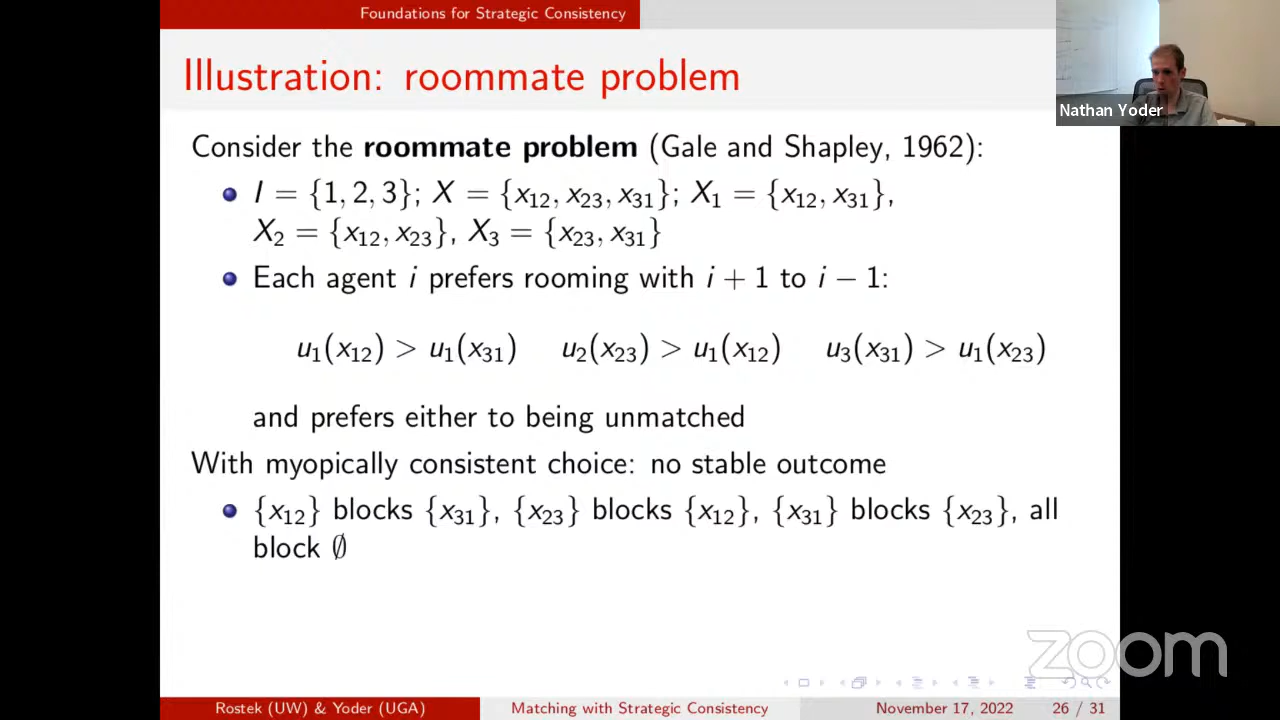 Foundations for Strategic Consistency
Illustration: roommate problem
Nathan Yoder
Consider the roommate problem (Gale and Shapley, 1962):
I = {1, 2, 3}; X = {x₁₂, x₂₃, x₃₁}; X₁ = {x₁₂, x₃₁},
X₂ = {x₁₂, x₂₃}, X₃ = {x₂₃, x₃₁}
Each agent i prefers rooming with i + 1 to i − 1:
u₁(x₁₂) > u₁(x₃₁) u₂(x₂₃) > u₁(x₁₂) u₃(x₃₁) > u₁(x₂₃)
and prefers either to being unmatched
With myopically consistent choice: no stable outcome
{x₁₂} blocks {x₃₁}, {x₂₃} blocks {x₁₂}, {x₃₁} blocks {x₂₃}, all
block ∅
zoom
Rostek (UW) & Yoder (UGA) Matching with Strategic Consistency November 17, 2022 26 / 31